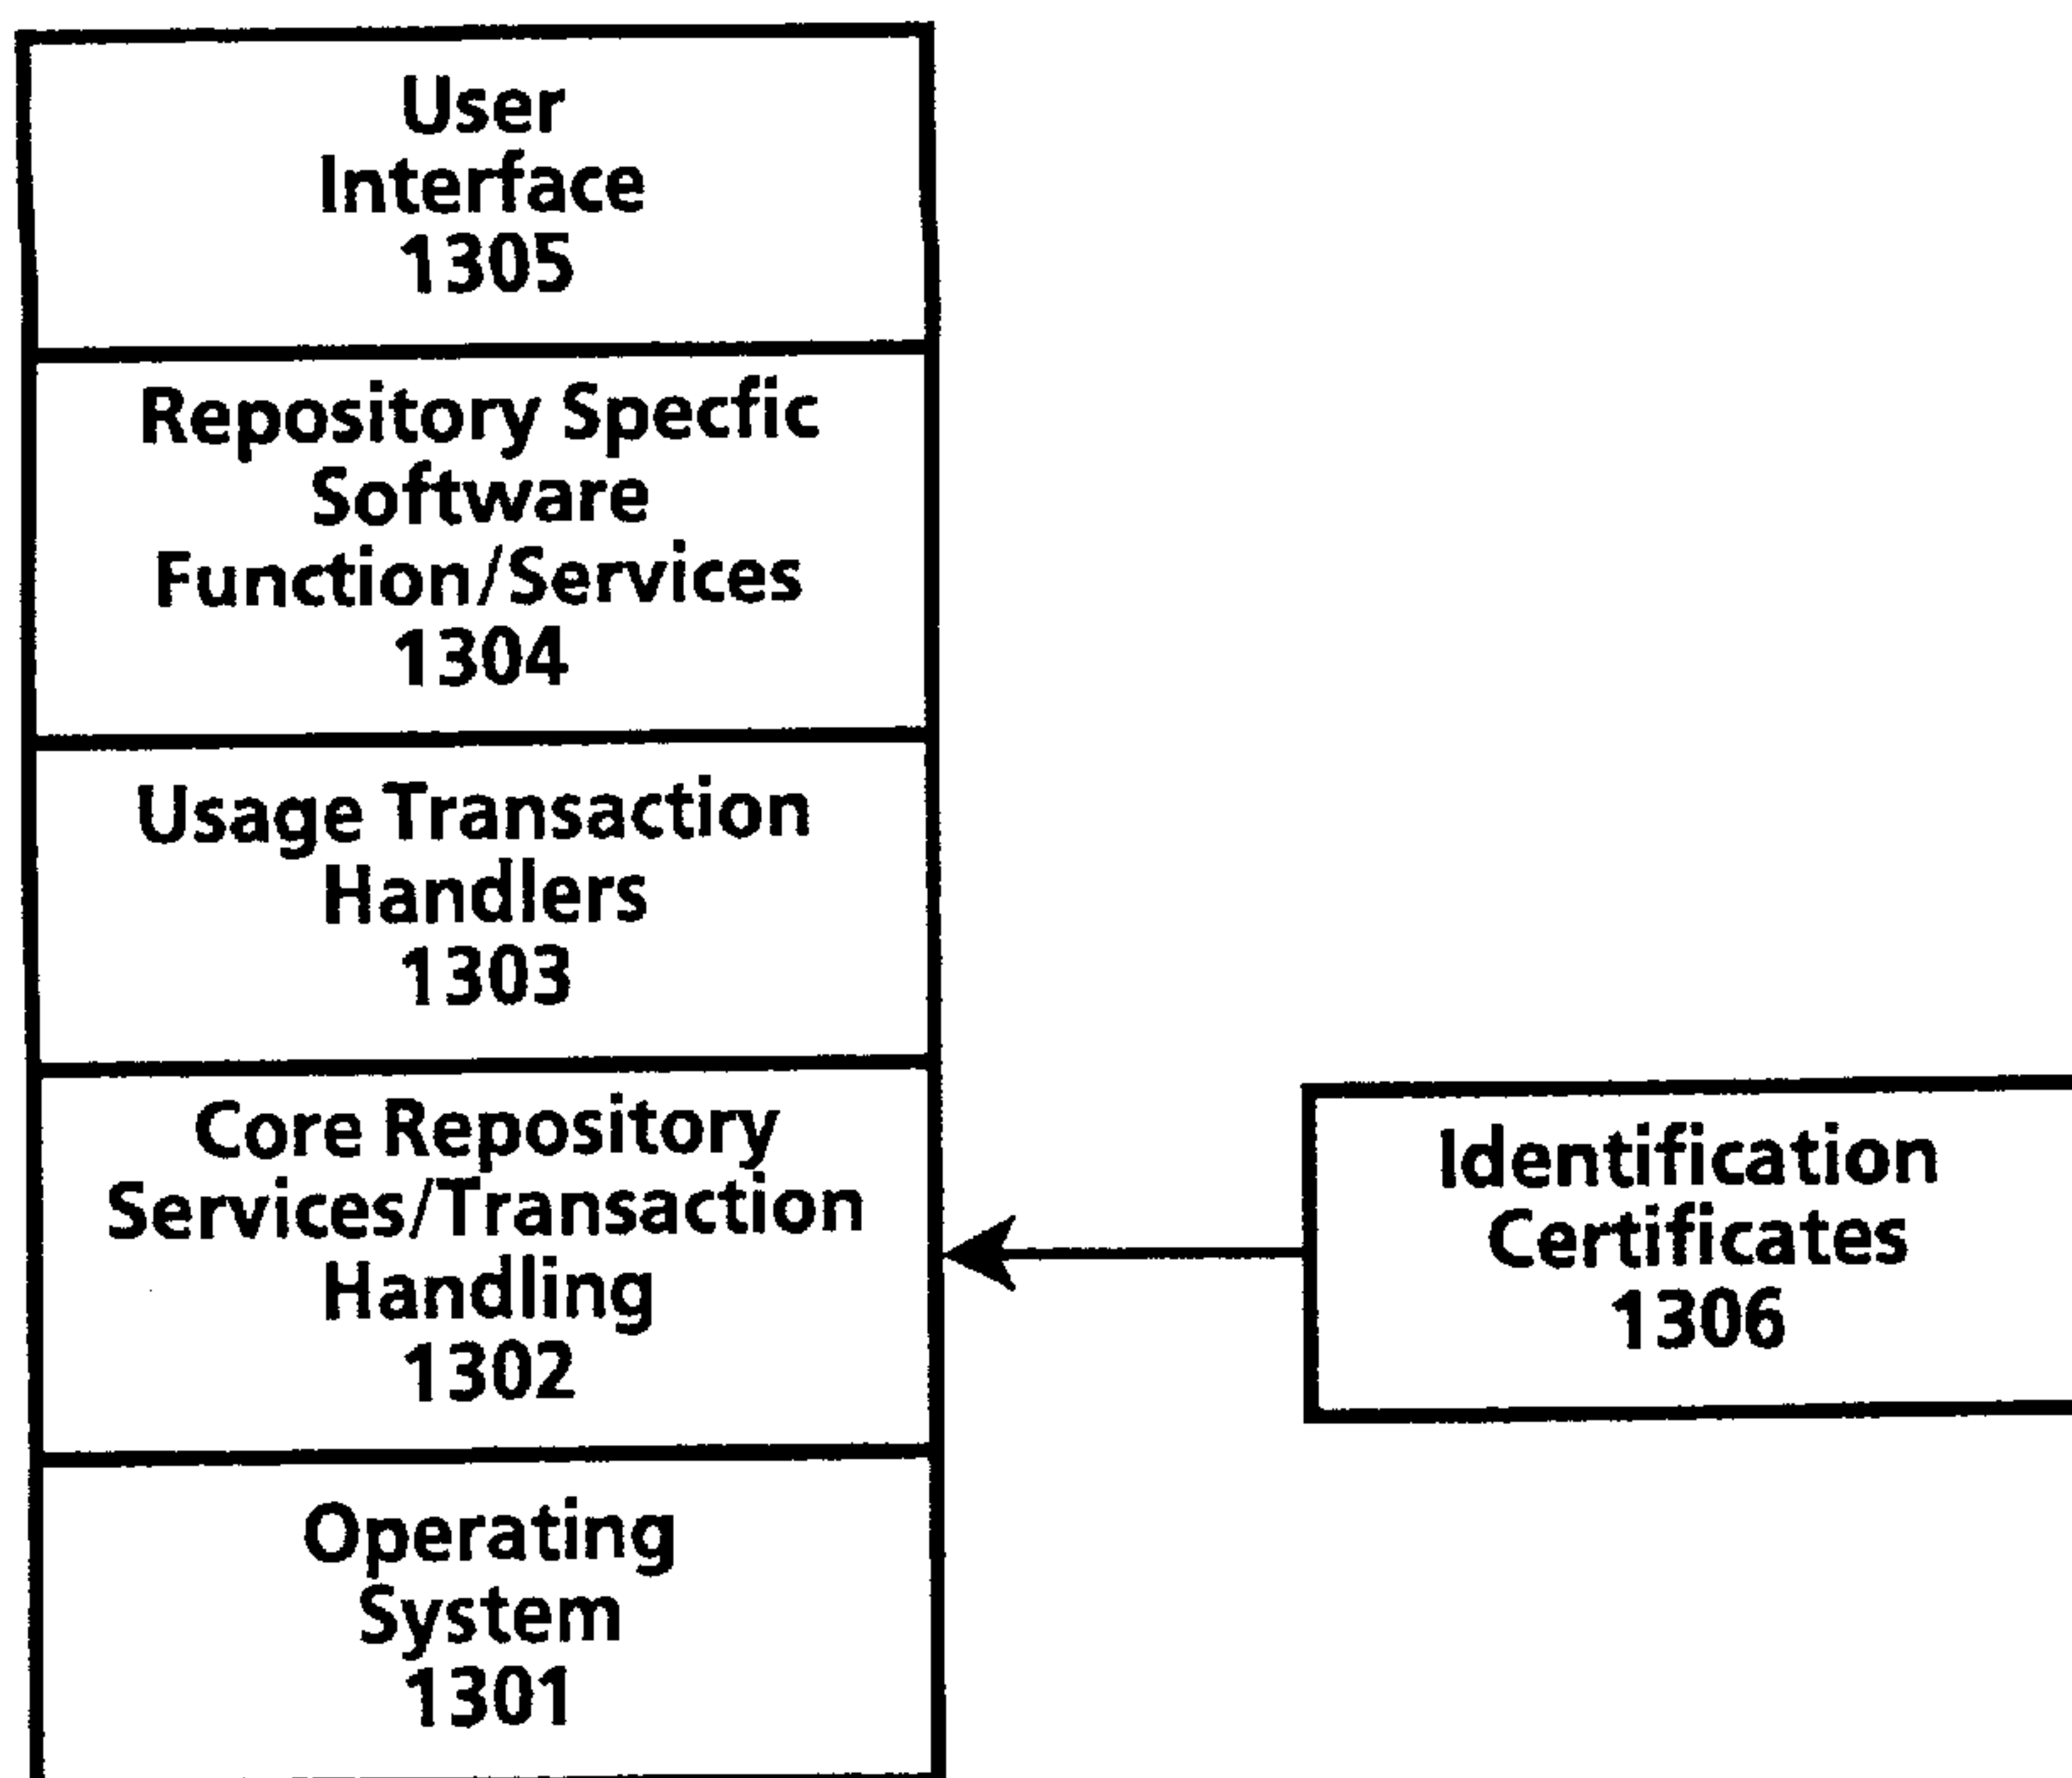 User
Interface
1305
Repository Specfic
Software
Function/Services
1304
Usage Transaction
Handlers
1303
Core Repository
Services/Transaction
Handling
1302
Identification
Certificates
1306
Operating
System
1301